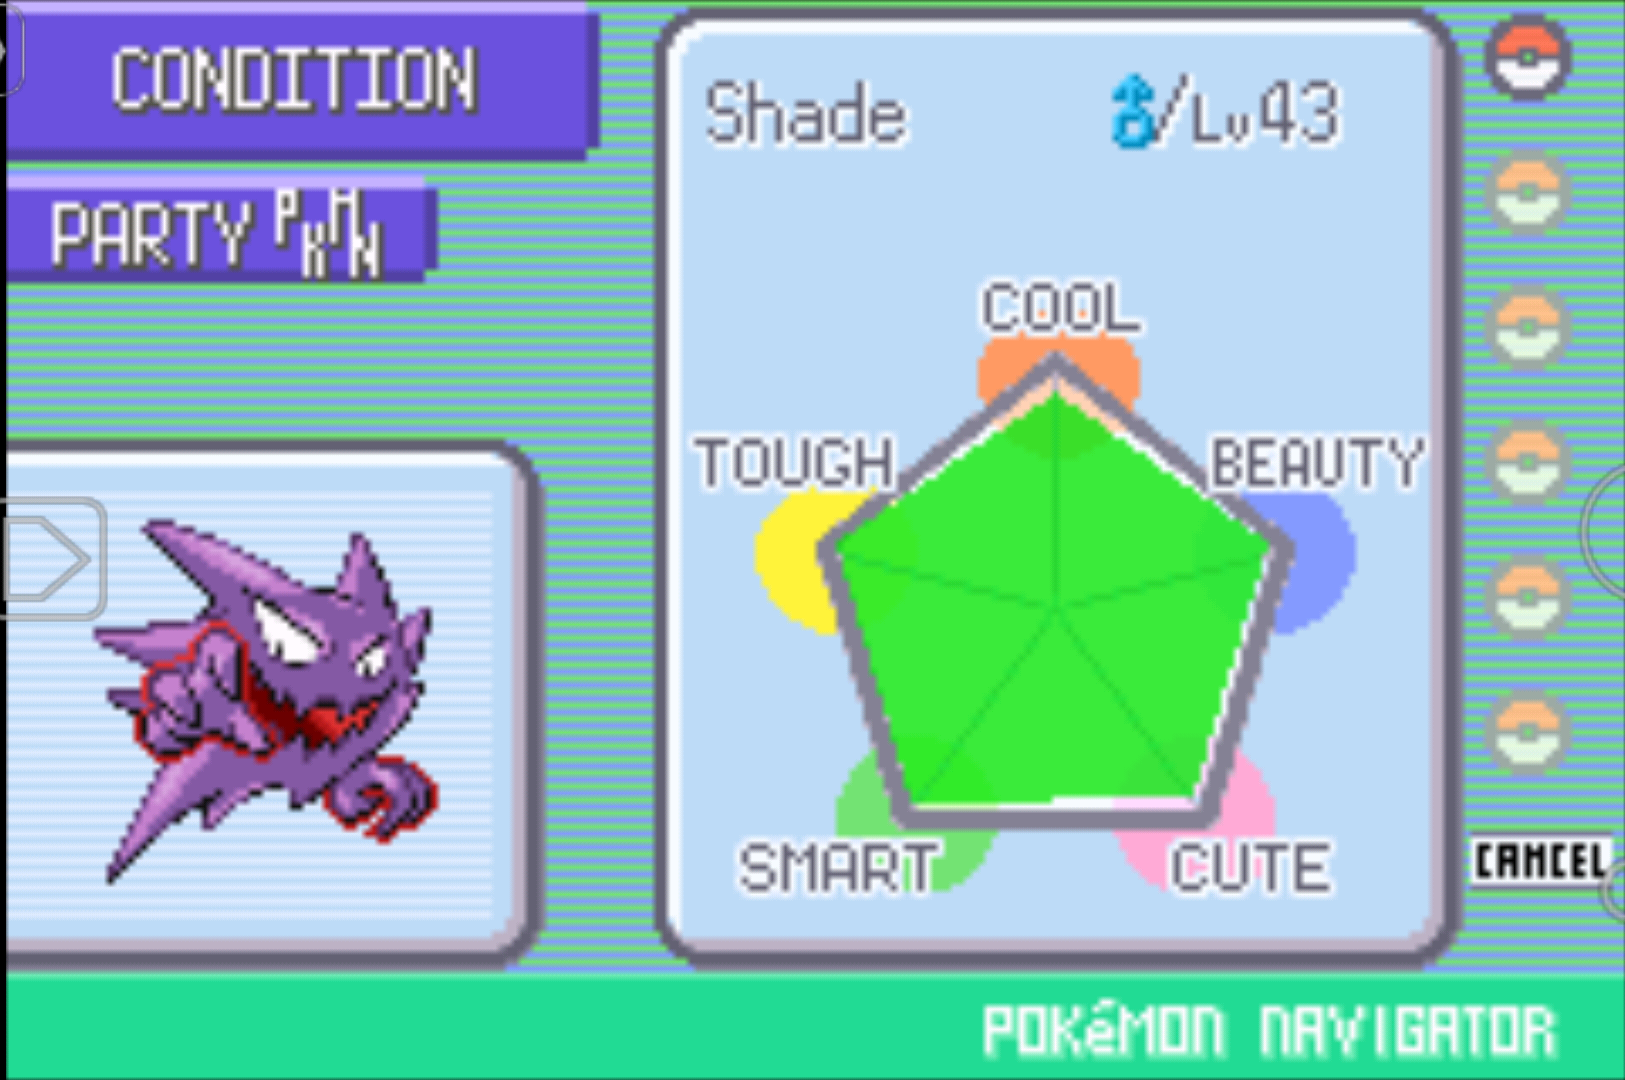 CONDITION
PARTY PKMN
Shade ♂/Lv43
COOL
TOUGH
BEAUTY
SMART
CUTE
CANCEL
POKéMON NAVIGATOR